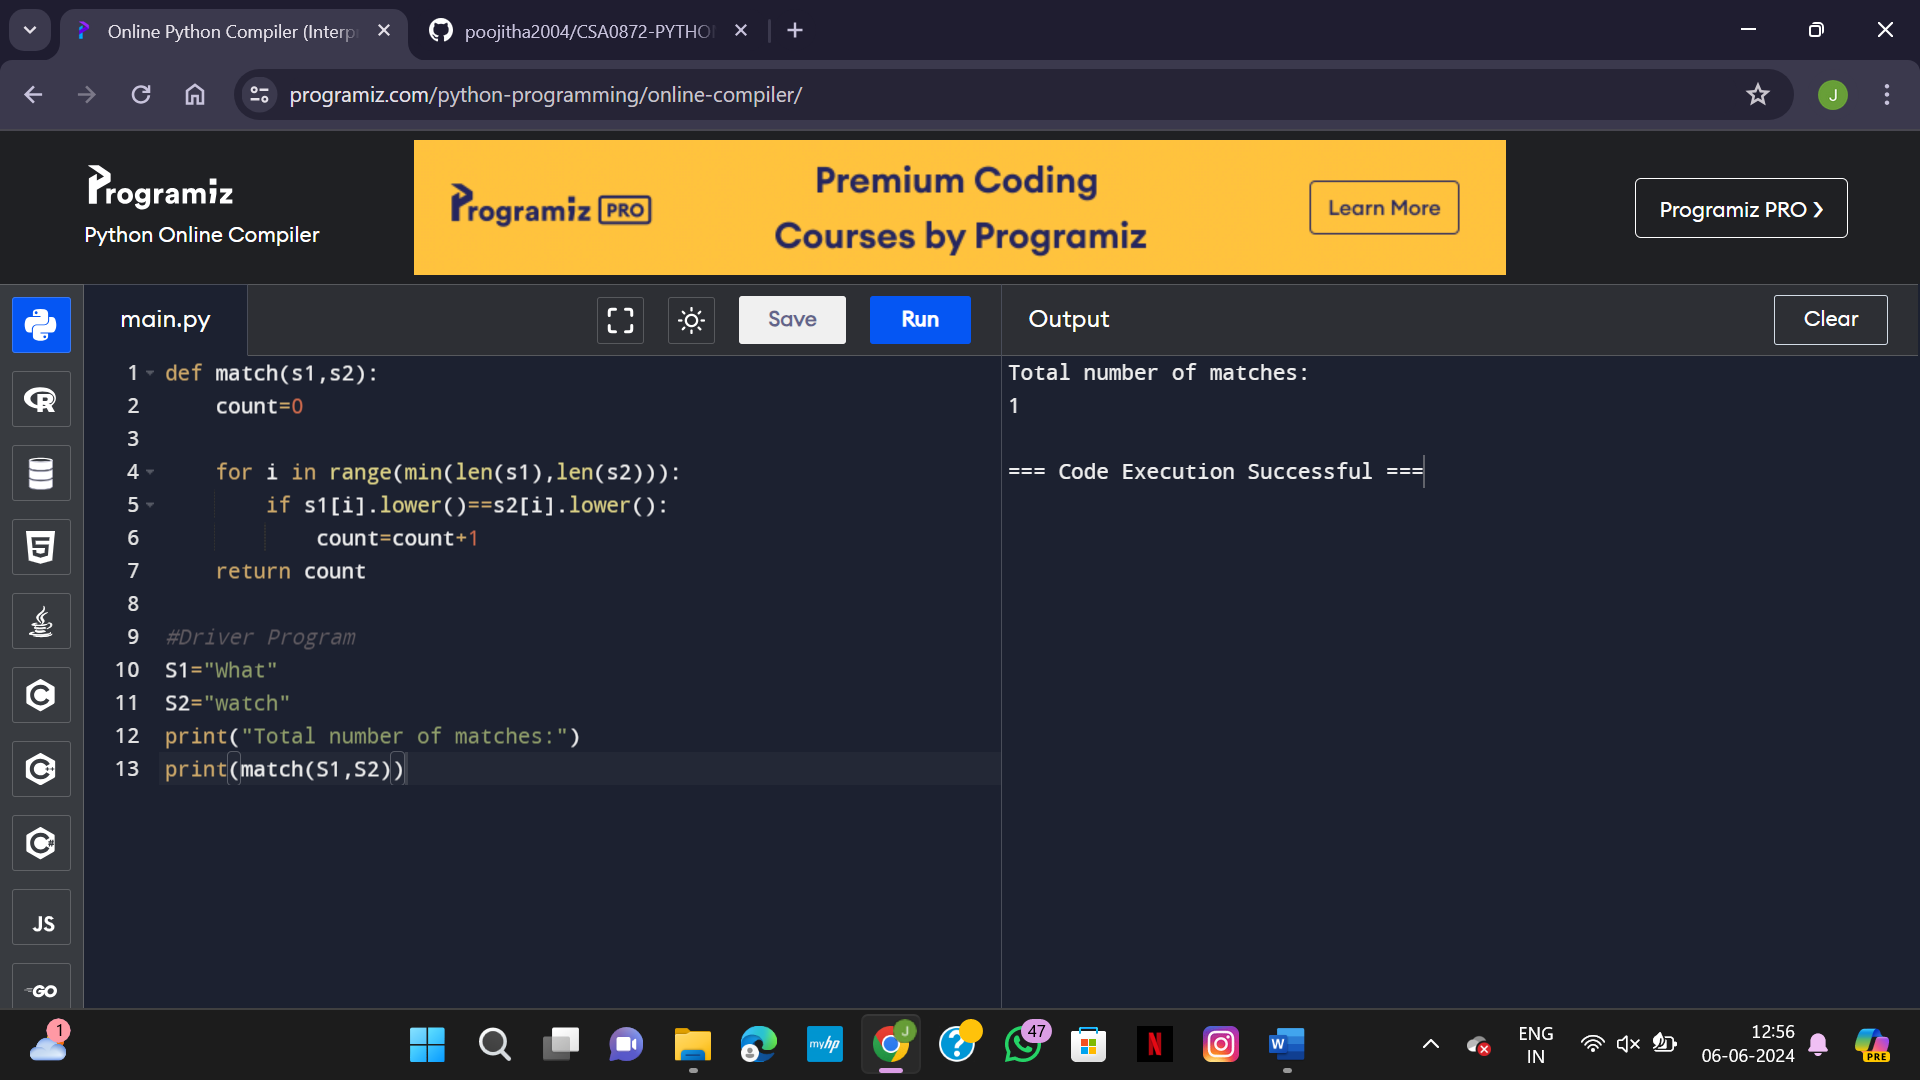 Online Python Compiler (Interp
poojitha2004/CSA0872-PYTHO
programiz.com/python-programming/online-compiler/
J
Programiz
Python Online Compiler
Programiz PRO
Premium Coding
Courses by Programiz
Learn More
Programiz PRO ❯
main.py
Save
Run
Output
Clear
1 def match(s1,s2):
2     count=0
3
4     for i in range(min(len(s1),len(s2))):
5         if s1[i].lower()==s2[i].lower():
6             count=count+1
7     return count
8
9 #Driver Program
10 S1="What"
11 S2="watch"
12 print("Total number of matches:")
13 print(match(S1,S2))
Total number of matches:
1
=== Code Execution Successful ===
R
5
C
C++
C#
JS
GO
1
myhp
J
?
47
N
W
ENG
IN
12:56
06-06-2024
PRE